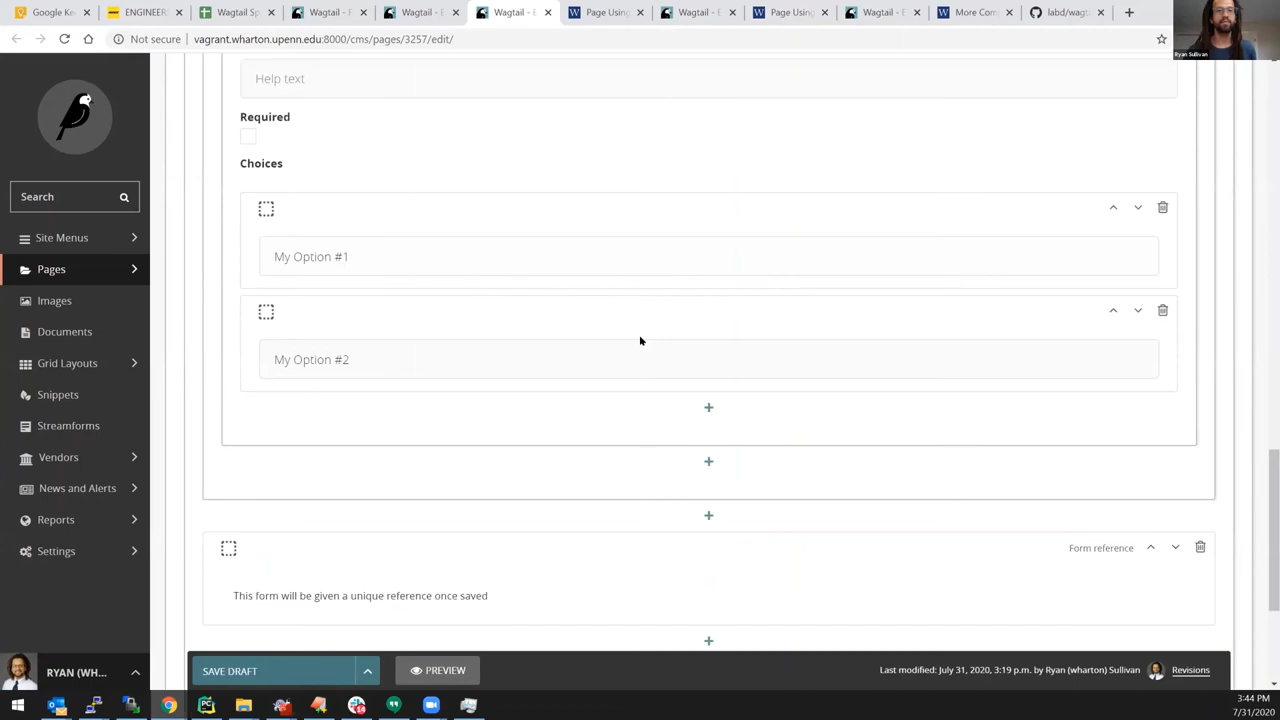 Google Ke
ENGINEER
Wagtail Sp
Wagtail -
Wagtail - E
Wagtail - E
Page Using
Wagtail -
Page Using
Wagtail - E
More Com
labd/wagt
Not secure
vagrant.wharton.upenn.edu:8000/cms/pages/3257/edit/
Ryan Sullivan
Search
Site Menus
Pages
Images
Documents
Grid Layouts
Snippets
Streamforms
Vendors
News and Alerts
Reports
Settings
RYAN (WH...
Help text
Required
Choices
My Option #1
My Option #2
Form reference
This form will be given a unique reference once saved
SAVE DRAFT
PREVIEW
Last modified: July 31, 2020, 3:19 p.m. by Ryan (wharton) Sullivan
Revisions
3:44 PM
7/31/2020